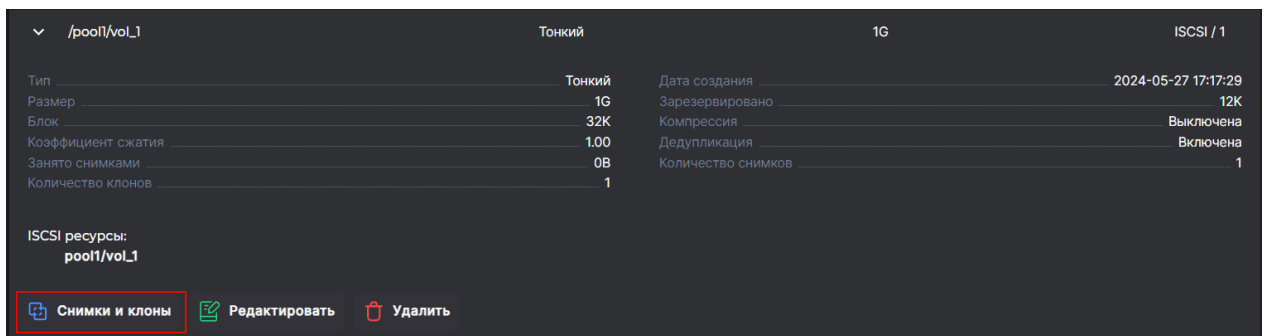 /pool1/vol_1 Тонкий 1G ISCSI / 1
Тип Тонкий Дата создания 2024-05-27 17:17:29
Размер 1G Зарезервировано 12K
Блок 32K Компрессия Выключена
Коэффициент сжатия 1.00 Дедупликация Включена
Занято снимками 0B Количество снимков 1
Количество клонов 1
ISCSI ресурсы:
pool1/vol_1
Снимки и клоны Редактировать Удалить